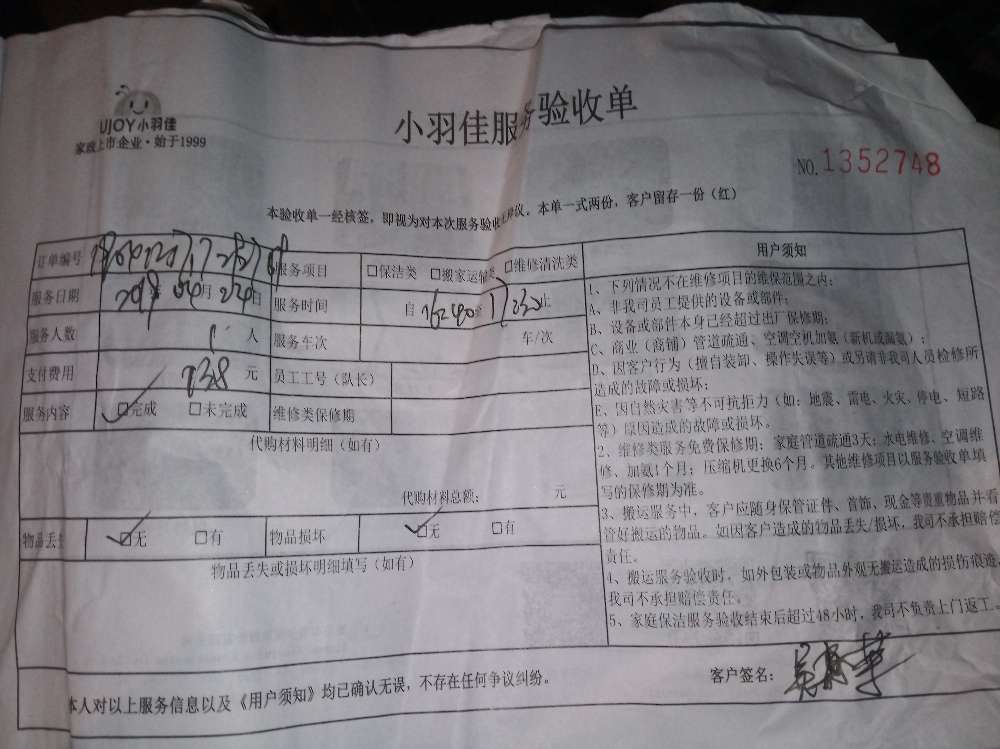 UJOY小羽佳
家政上市企业·始于1999
小羽佳服务验收单
NO.1352748
本验收单一经核签，即视为对本次服务验收 议。本单一式两份，客户留存一份（红）
订单编号
服务项目 □保洁类 □搬家运输类 □维修清洗类
服务日期 年 月 日 服务时间 自 止
服务人数 1 人 服务车次 车/次
支付费用 938 元 员工工号（队长）
服务内容 □完成 □未完成 维修类保修期
代购材料明细（如有）
代购材料总额： 元
物品丢失 □无 □有 物品损坏 □无 □有
物品丢失或损坏明细填写（如有）
用户须知
1、下列情况不在维修项目的维保范围之内：
A、非我司员工提供的设备或部件；
B、设备或部件本身已经超过出厂保修期；
C、商业（商铺）管道疏通、空调空机加氨（新机或漏氨）；
D、因客户行为（擅自装卸、操作失误等）或另请非我司人员检修所
造成的故障或损坏；
E、因自然灾害等不可抗拒力（如：地震、雷电、火灾、停电、短路
等）原因造成的故障或损坏。
2、维修类服务免费保修期：家庭管道疏通3天；水电维修、空调维
修、加氨1个月；压缩机更换6个月。其他维修项目以服务验收单填
写的保修期为准。
3、搬运服务中，客户应随身保管证件、首饰、现金等贵重物品并看
管好搬运的物品。如因客户造成的物品丢失/损坏，我司不承担赔偿
责任。
4、搬运服务验收时，如外包装或物品外观无搬运造成的损伤痕迹，
我司不承担赔偿责任。
5、家庭保洁服务验收结束后超过48小时，我司不负责上门返工。
本人对以上服务信息以及《用户须知》均已确认无误，不存在任何争议纠纷。
客户签名：